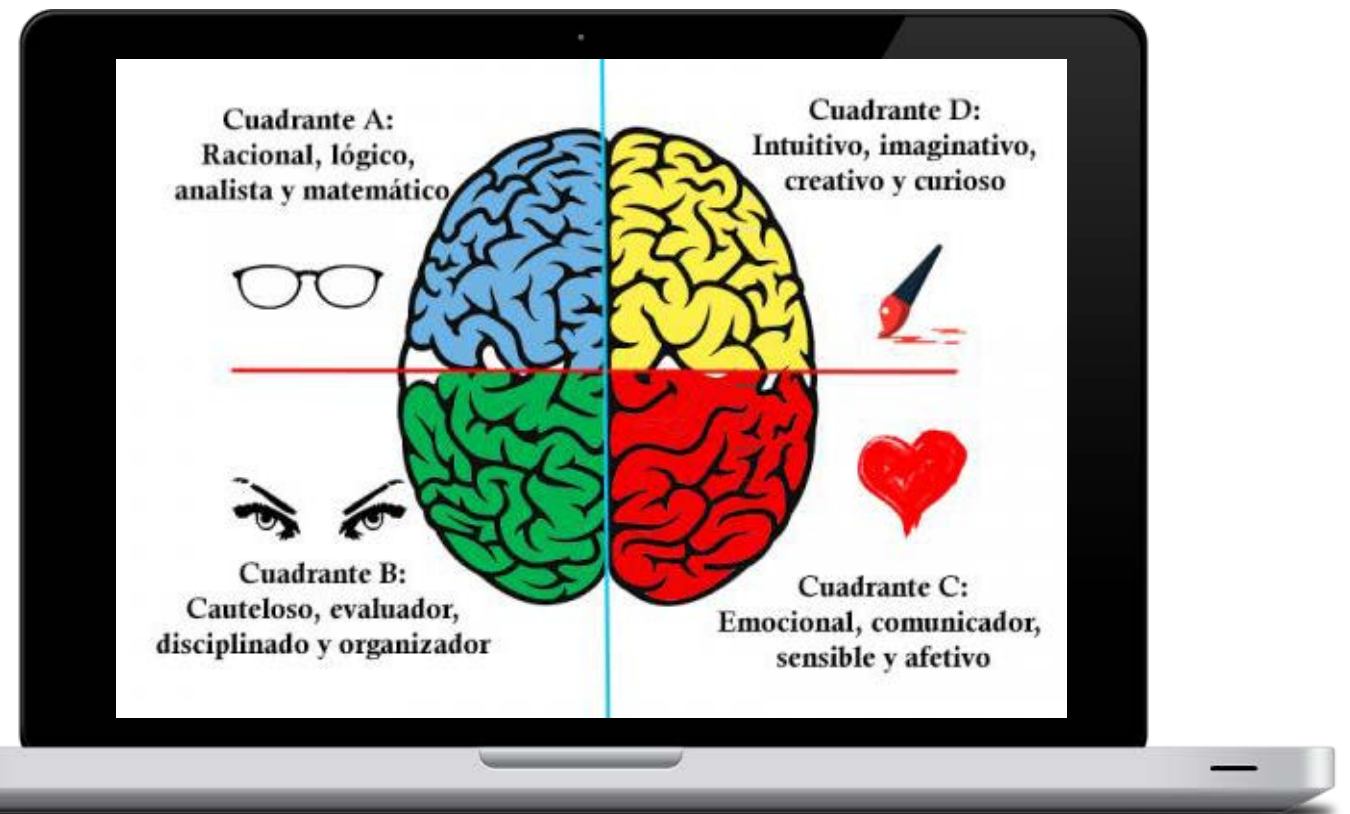 Cuadrante A:
Racional, lógico,
analista y matemático
Cuadrante D:
Intuitivo, imaginativo,
creativo y curioso
Cuadrante B:
Cauteloso, evaluador,
disciplinado y organizador
Cuadrante C:
Emocional, comunicador,
sensible y afetivo